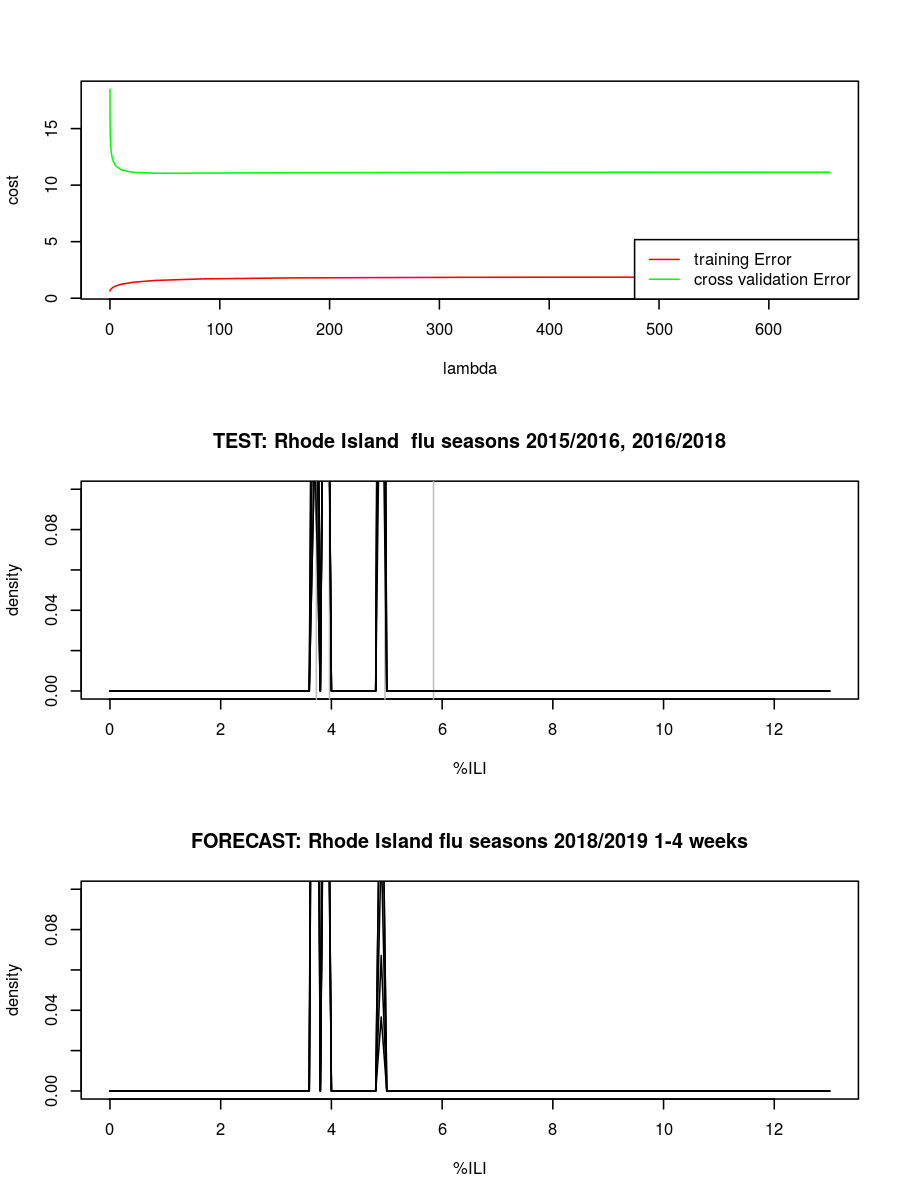 15
10
5
0
cost
training Error
cross validation Error
0 100 200 300 400 500 600
lambda
TEST: Rhode Island  flu seasons 2015/2016, 2016/2018
0.08
0.04
0.00
density
0 2 4 6 8 10 12
%ILI
FORECAST: Rhode Island flu seasons 2018/2019 1-4 weeks
0.08
0.04
0.00
density
0 2 4 6 8 10 12
%ILI